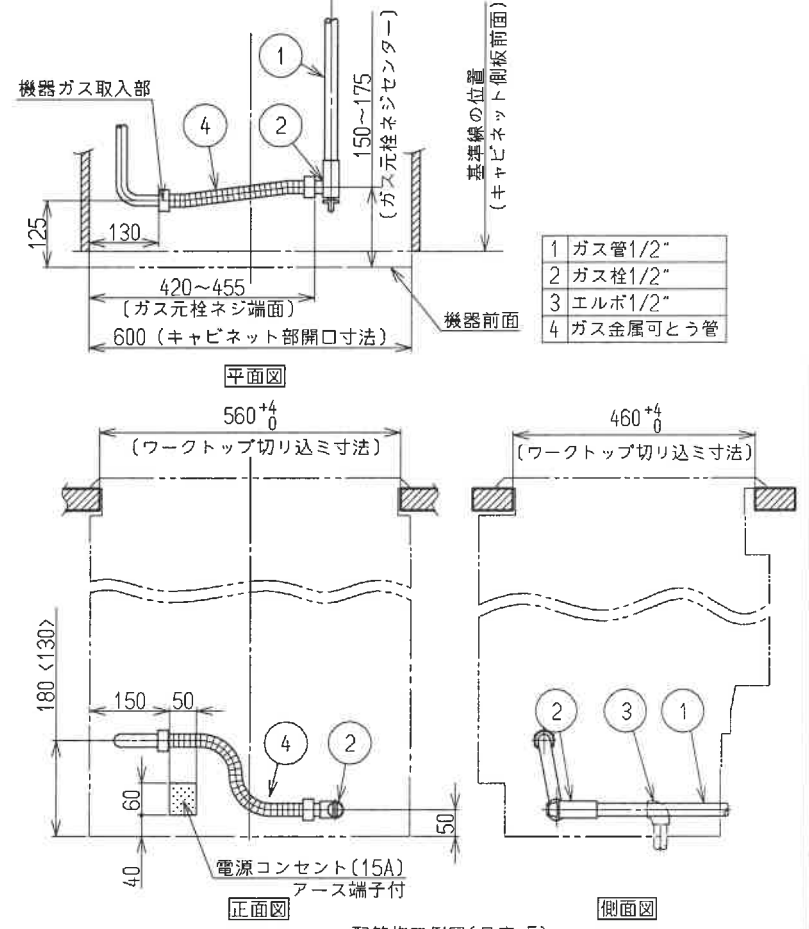 1
機器ガス取入部
4
2
150~175
(ガス元栓ネジセンター)
基準線の位置
(キャビネット側板前面)
125
130
420~455
(ガス元栓ネジ端面)
機器前面
600 (キャビネット部開口寸法)
平面図
1 ガス管1/2"
2 ガス栓1/2"
3 エルボ1/2"
4 ガス金属可とう管
560 +4 0
(ワークトップ切り込ミ寸法)
460 +4 0
(ワークトップ切り込ミ寸法)
180 <130>
150
50
4
2
60
40
50
電源コンセント(15A)
アース端子付
正面図
2
3
1
側面図